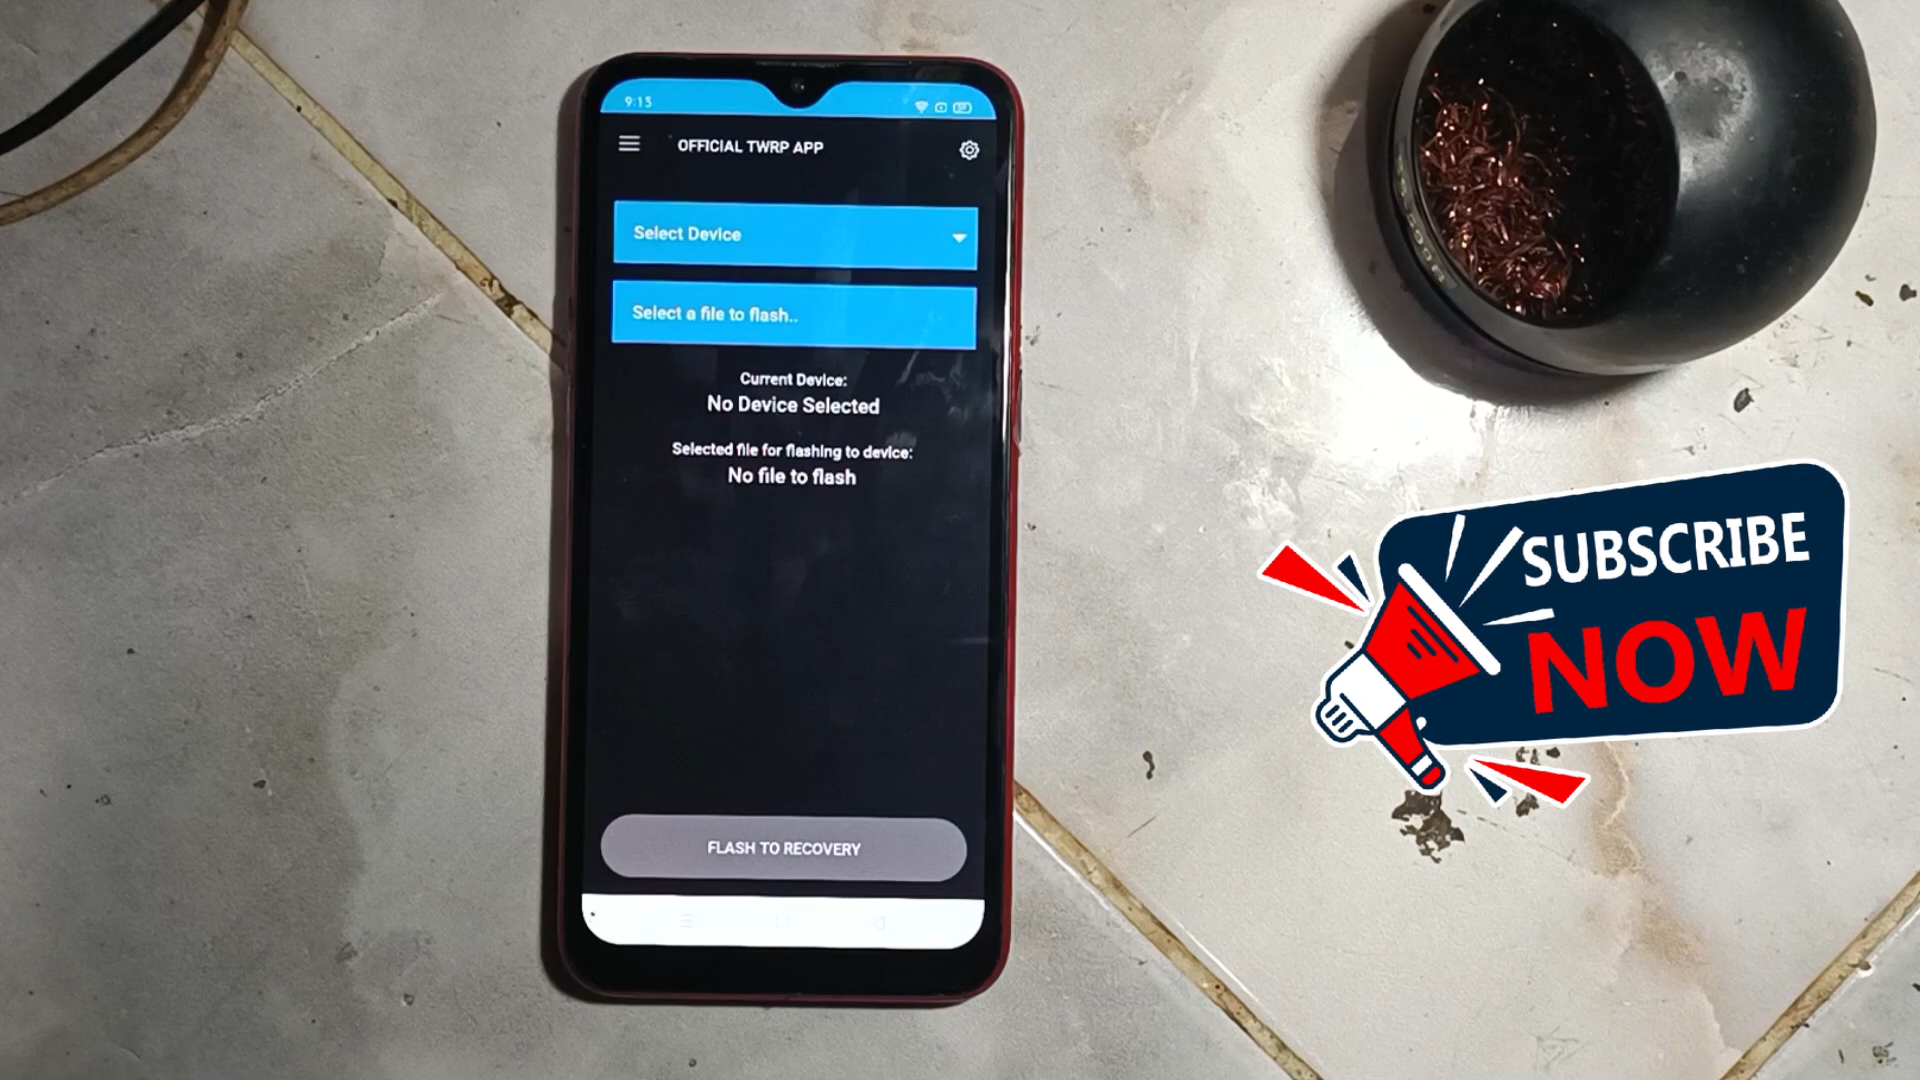 9:13
OFFICIAL TWRP APP
Select Device
Select a file to flash..
Current Device:
No Device Selected
Selected file for flashing to device:
No file to flash
FLASH TO RECOVERY
SUBSCRIBE
NOW